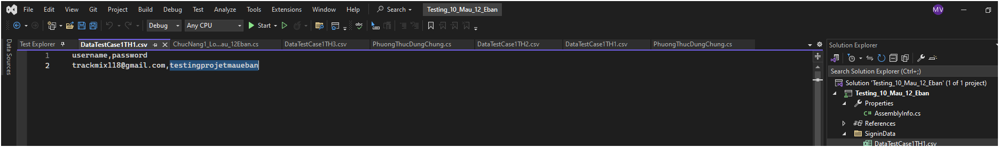 File Edit View Git Project Build Debug Test Analyze Tools Extensions Window Help Search Testing_10_Mau_12_Eban MV
Debug Any CPU Start abc
Data Sources
Test Explorer DataTestCase1TH1.csv ChucNang1_Lo...au_12Eban.cs DataTestCase1TH3.csv PhuongThucDungChung.cs DataTestCase1TH2.csv DataTestCase1TH1.csv PhuongThucDungChung.cs
1 username,password
2 trackmix118@gmail.com,testingprojetmaueban
Solution Explorer
Search Solution Explorer (Ctrl+;)
Solution 'Testing_10_Mau_12_Eban' (1 of 1 project)
Testing_10_Mau_12_Eban
Properties
C# AssemblyInfo.cs
References
SigninData
DataTestCase1TH1.csv